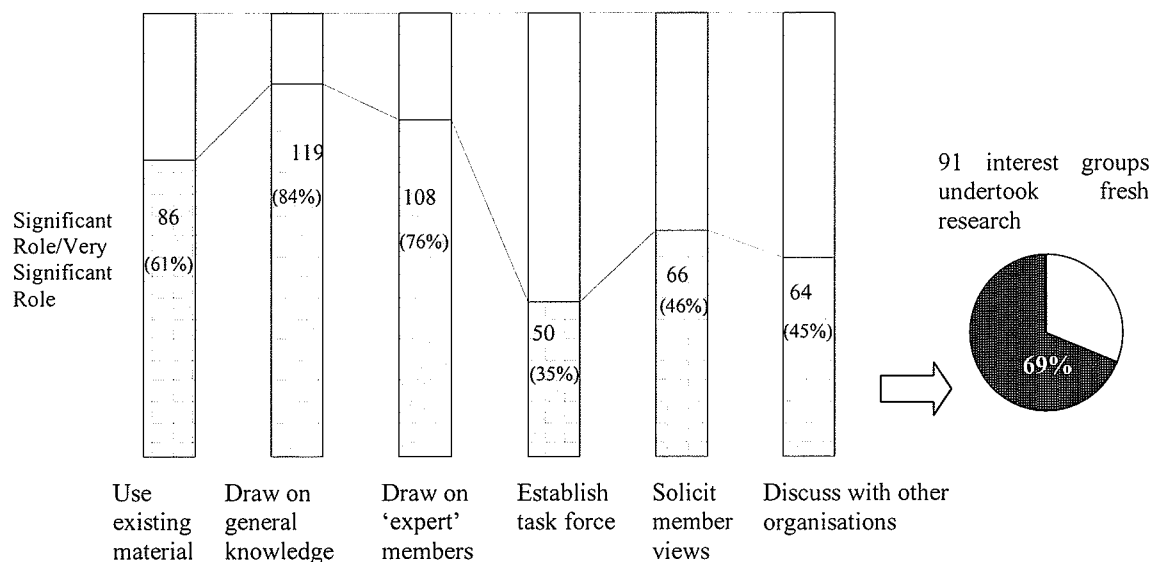 Significant
Role/Very
Significant
Role
86
(61%)
119
(84%)
108
(76%)
50
(35%)
66
(46%)
64
(45%)
Use
existing
material
Draw on
general
knowledge
Draw on
‘expert’
members
Establish
task force
Solicit
member
views
Discuss with other
organisations
91 interest groups
undertook fresh
research
69%